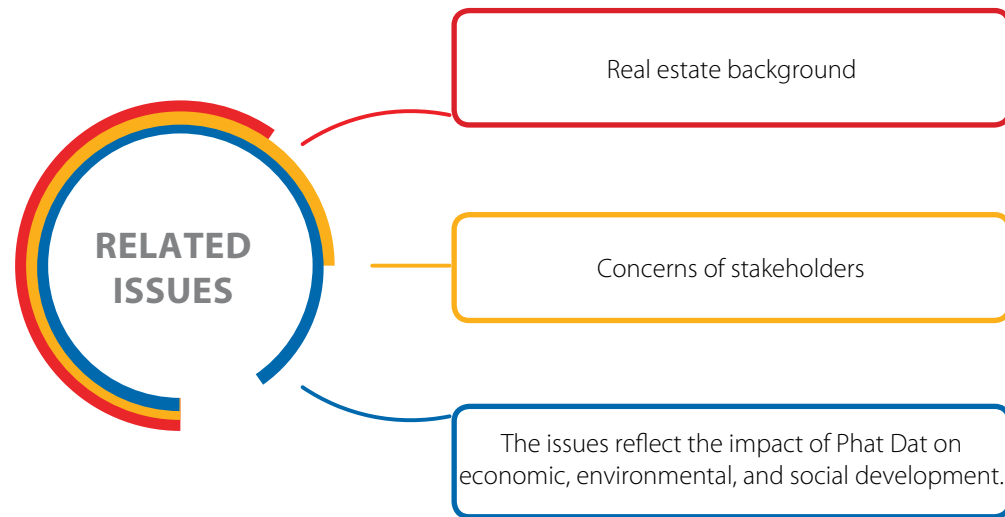 RELATED
ISSUES
Real estate background
Concerns of stakeholders
The issues reflect the impact of Phat Dat on
economic, environmental, and social development.